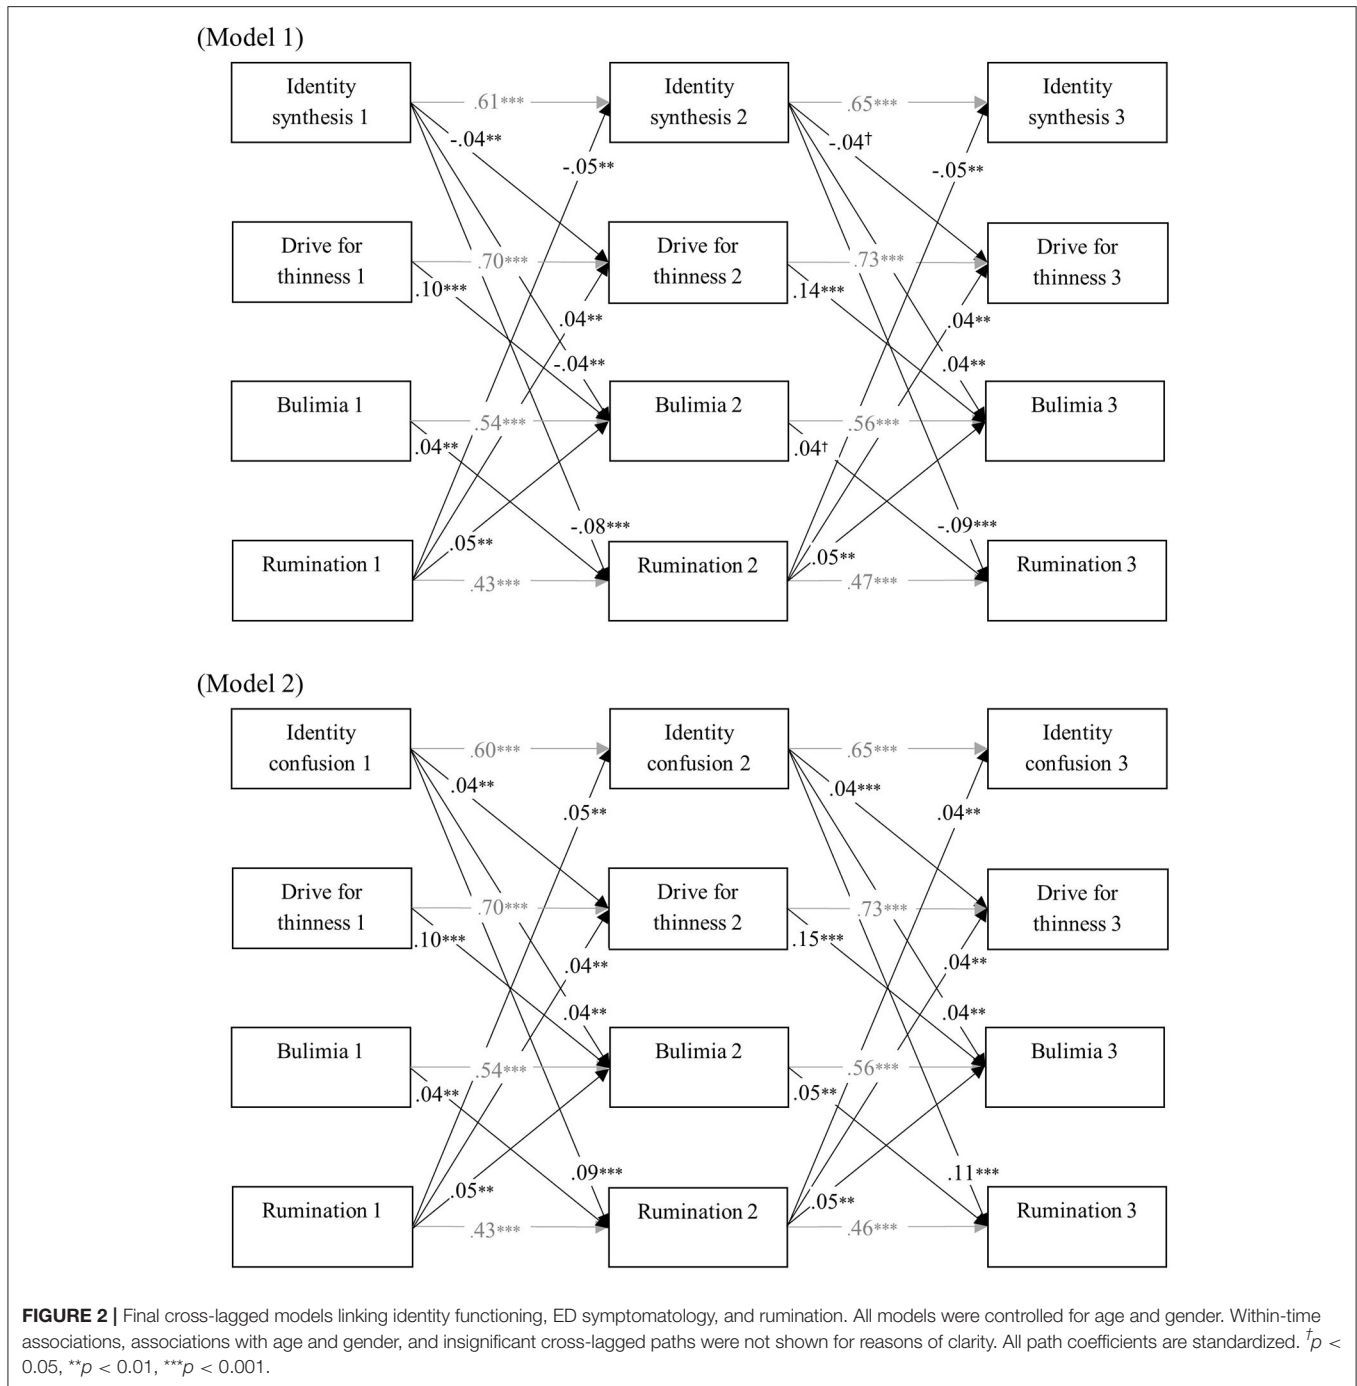 (Model 1)
Identity
synthesis 1
.61***
Identity
synthesis 2
.65***
Identity
synthesis 3
-.04**
-.05**
-.04†
-.05**
Drive for
thinness 1
.70***
Drive for
thinness 2
.73***
Drive for
thinness 3
.10***
.14***
.04**
.04**
-.04**
.04**
Bulimia 1
.54***
Bulimia 2
.56***
Bulimia 3
.04**
.04†
-.08***
-.09***
.05**
.05**
Rumination 1
.43***
Rumination 2
.47***
Rumination 3
(Model 2)
Identity
confusion 1
.60***
Identity
confusion 2
.65***
Identity
confusion 3
.04**
.05**
.04***
.04**
Drive for
thinness 1
.70***
Drive for
thinness 2
.73***
Drive for
thinness 3
.10***
.15***
.04**
.04**
.04**
.04**
Bulimia 1
.54***
Bulimia 2
.56***
Bulimia 3
.04**
.05**
.09***
.11***
.05**
.05**
Rumination 1
.43***
Rumination 2
.46***
Rumination 3
FIGURE 2 | Final cross-lagged models linking identity functioning, ED symptomatology, and rumination. All models were controlled for age and gender. Within-time
associations, associations with age and gender, and insignificant cross-lagged paths were not shown for reasons of clarity. All path coefficients are standardized. †p <
0.05, **p < 0.01, ***p < 0.001.